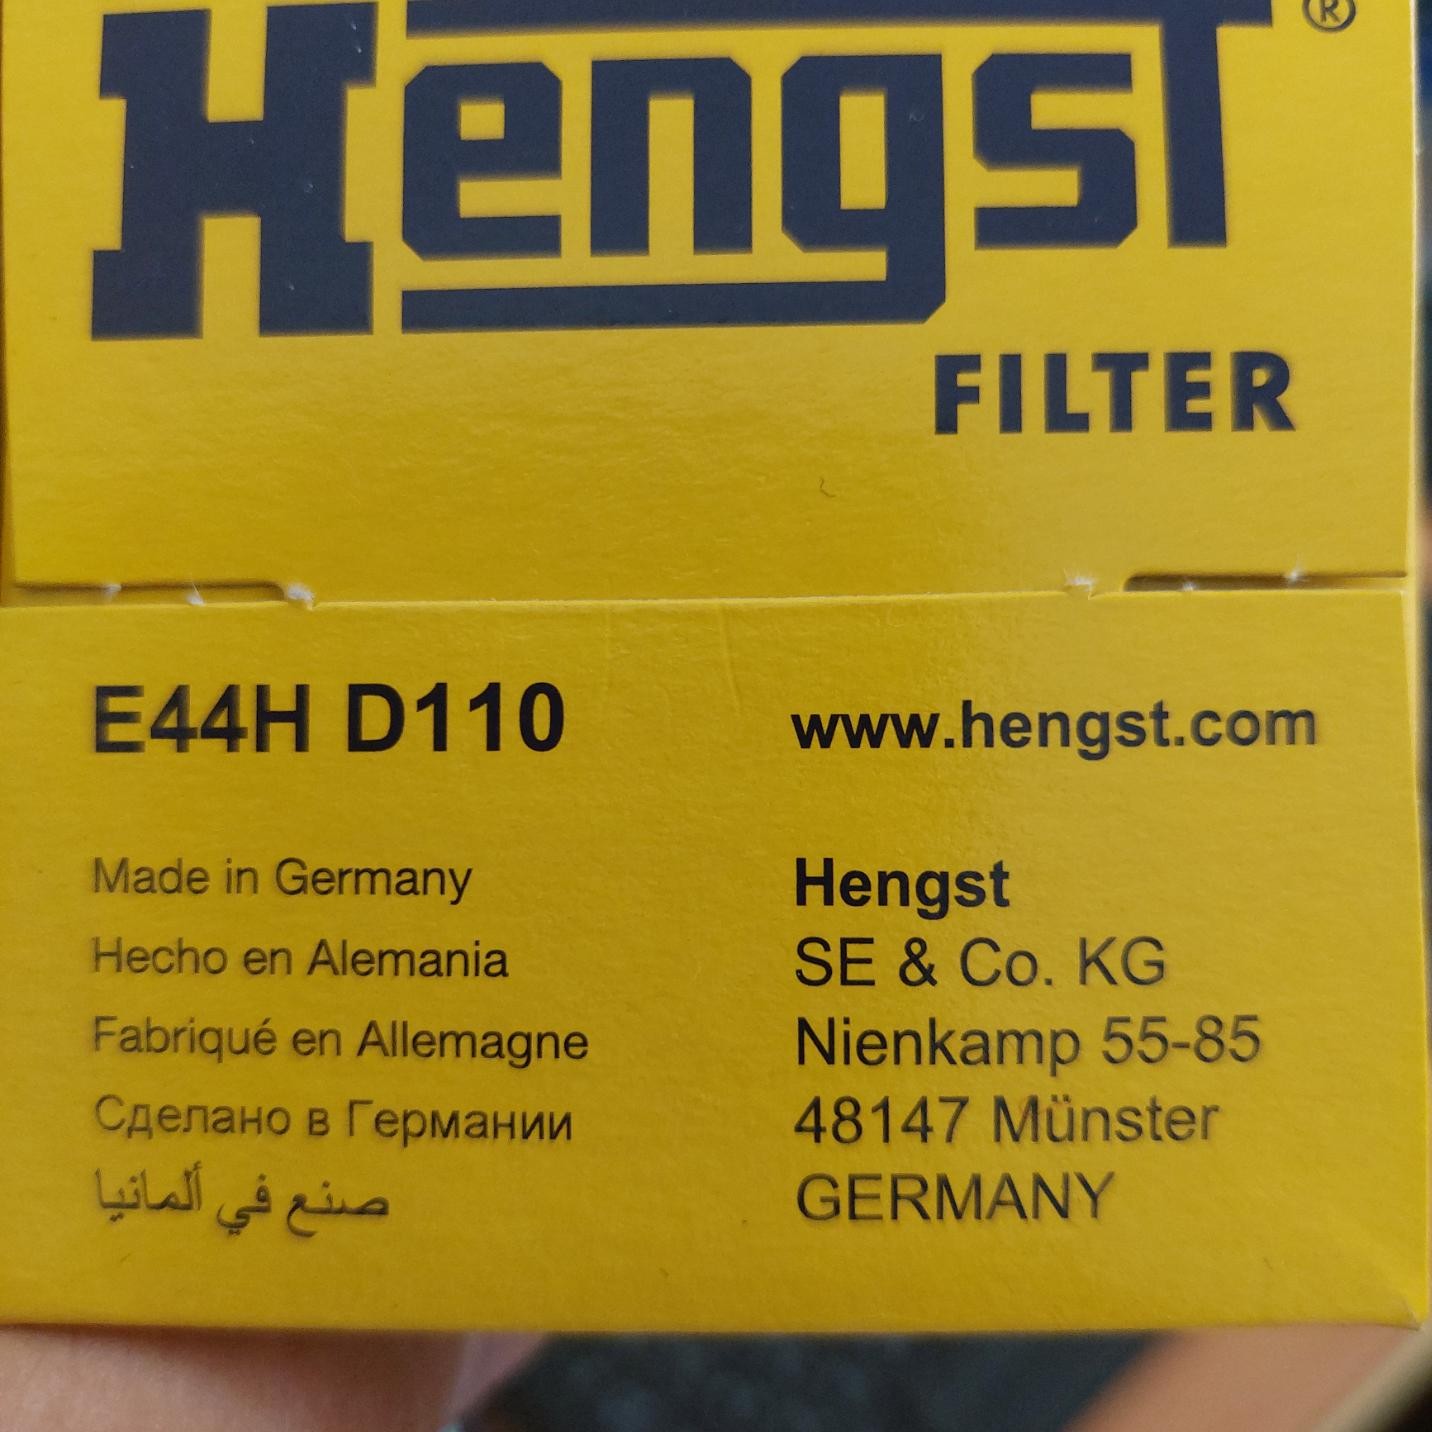 Hengst®
FILTER
E44H D110
www.hengst.com
Made in Germany
Hecho en Alemania
Fabriqué en Allemagne
Сделано в Германии
صنع في ألمانيا
Hengst
SE & Co. KG
Nienkamp 55-85
48147 Münster
GERMANY